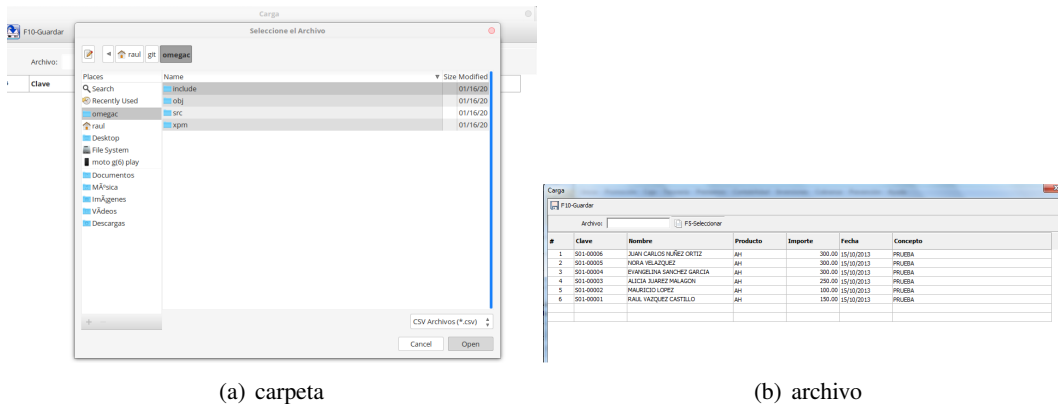 Carga
F10-Guardar
Seleccione el Archivo
raul git omegac
Archivo:
Clave
Places
Name Size Modified
Search
include 01/16/20
Recently Used
obj 01/16/20
omegac
src 01/16/20
raul
xpm 01/16/20
Desktop
File System
moto g(6) play
Documentos
MÃºsica
ImÃgenes
VÃdeos
Descargas
CSV Archivos (*.csv)
Cancel Open
(a) carpeta
Carga
F10-Guardar
Archivo: F5-Seleccionar
# Clave Nombre Producto Importe Fecha Concepto
1 S01-00006 JUAN CARLOS NUÑEZ ORTIZ AH 300.00 15/10/2013 PRUEBA
2 S01-00005 NORA VELAZQUEZ AH 300.00 15/10/2013 PRUEBA
3 S01-00004 EVANGELINA SANCHEZ GARCIA AH 300.00 15/10/2013 PRUEBA
4 S01-00003 ALICIA JUAREZ MALAGON AH 250.00 15/10/2013 PRUEBA
5 S01-00002 MAURICIO LOPEZ AH 100.00 15/10/2013 PRUEBA
6 S01-00001 RAUL VAZQUEZ CASTILLO AH 150.00 15/10/2013 PRUEBA
(b) archivo